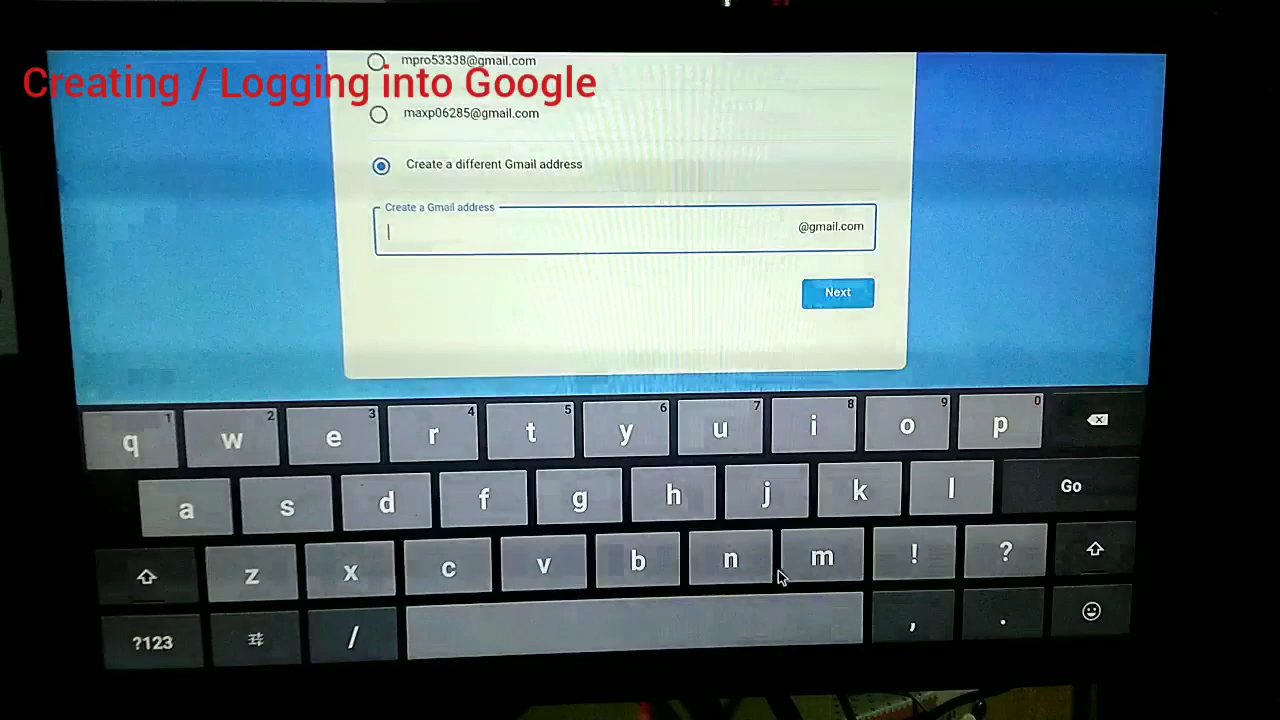 mpro53338@gmail.com
Creating / Logging into Google
maxp06285@gmail.com
Create a different Gmail address
Create a Gmail address
@gmail.com
Next
1 2 3 4 5 6 7 8 9 0
q w e r t y u i o p
a s d f g h j k l Go
z x c v b n m ! ?
?123 / , .